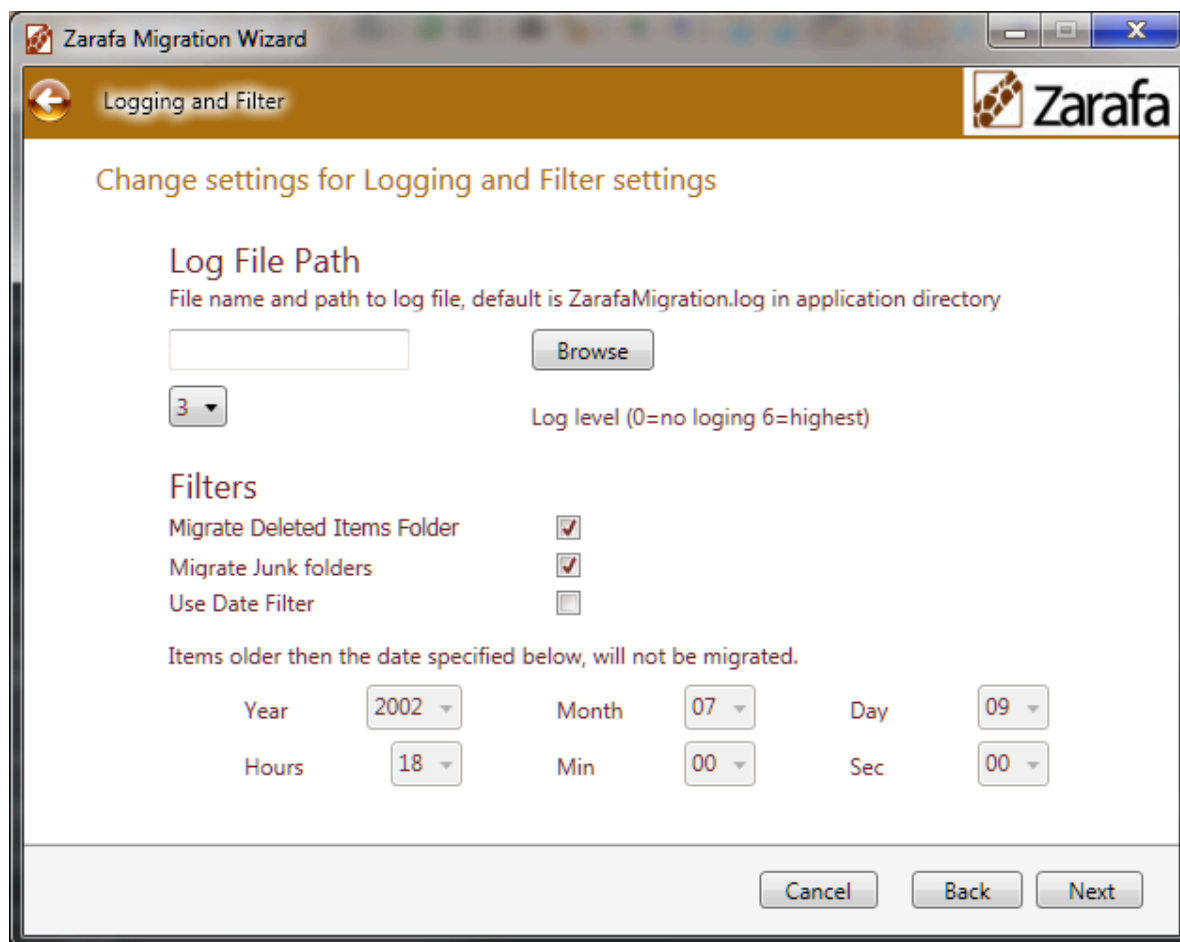 Zarafa Migration Wizard
Logging and Filter
Zarafa
Change settings for Logging and Filter settings
Log File Path
File name and path to log file, default is ZarafaMigration.log in application directory
Browse
3
Log level (0=no loging 6=highest)
Filters
Migrate Deleted Items Folder
Migrate Junk folders
Use Date Filter
Items older then the date specified below, will not be migrated.
Year 2002 Month 07 Day 09
Hours 18 Min 00 Sec 00
Cancel Back Next